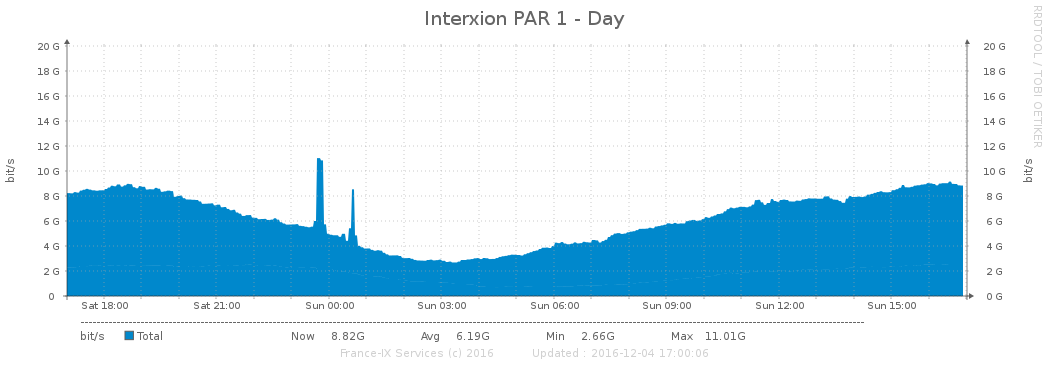 Interxion PAR 1 - Day
RRDTOOL / TOBI OETIKER
bit/s
20 G 20 G
18 G 18 G
16 G 16 G
14 G 14 G
12 G 12 G
10 G 10 G
8 G 8 G
6 G 6 G
4 G 4 G
2 G 2 G
0 0 G
bit/s
Sat 18:00 Sat 21:00 Sun 00:00 Sun 03:00 Sun 06:00 Sun 09:00 Sun 12:00 Sun 15:00
bit/s Total Now 8.82G Avg 6.19G Min 2.66G Max 11.01G
France-IX Services (c) 2016 Updated : 2016-12-04 17:00:06